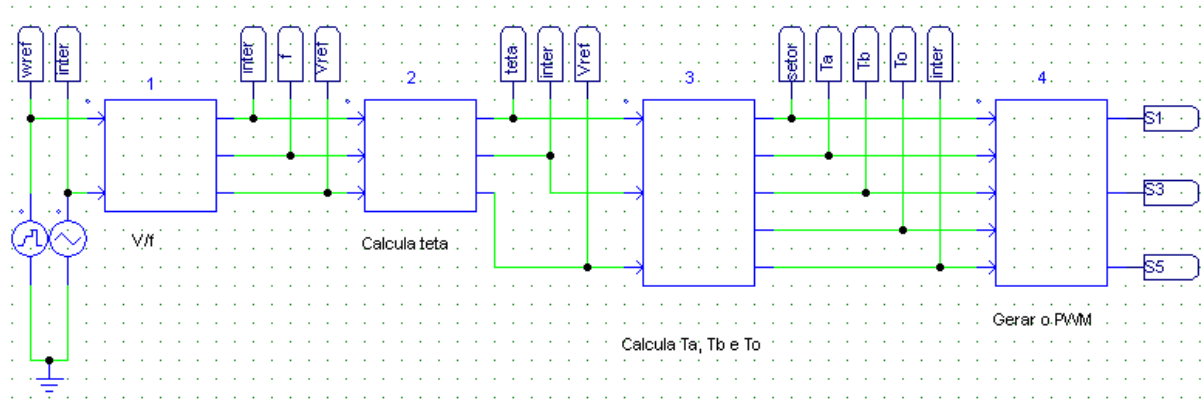 wref
inter
inter
f
Vref
teta
inter
Vref
setor
Ta
Tb
To
inter
1
2
3
4
S1
S3
S5
V/f
Calcula teta
Calcula Ta, Tb e To
Gerar o PWM